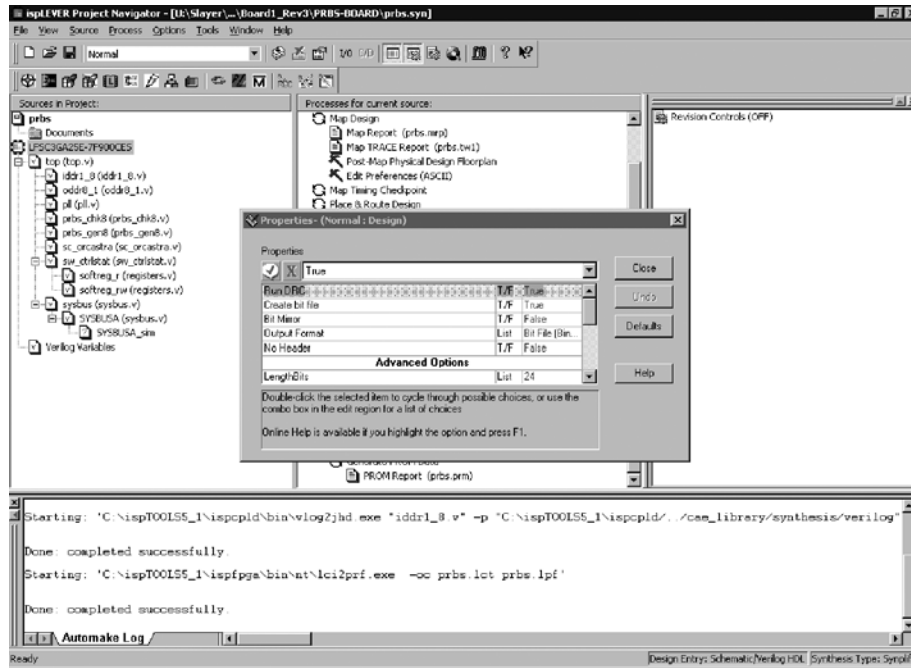 ispLEVER Project Navigator - [U:\Slayer\...\Board1_Rev3\PRBS-BOARD\prbs.syn]
File View Source Process Options Tools Window Help
Normal
Sources in Project:
prbs
Documents
LFSC3GA25E-7F900CES
top (top.v)
iddr1_8 (iddr1_8.v)
oddr8_1 (oddr8_1.v)
pll (pll.v)
prbs_chk8 (prbs_chk8.v)
prbs_gen8 (prbs_gen8.v)
sc_orcastra (sc_orcastra.v)
sw_ctrlstat (sw_ctrlstat.v)
softreg_r (registers.v)
softreg_rw (registers.v)
sysbus (sysbus.v)
SYSBUSA (sysbus.v)
SYSBUSA_sim
Verilog Variables
Processes for current source:
Map Design
Map Report (prbs.mrp)
Map TRACE Report (prbs.tw1)
Post-Map Physical Design Floorplan
Edit Preferences (ASCII)
Map Timing Checkpoint
Place & Route Design
Revision Controls (OFF)
Properties- (Normal : Design)
Properties
True
Run DRC T/F True
Create bit file T/F True
Bit Mirror T/F False
Output Format List Bit File (Bin...
No Header T/F False
Advanced Options
LengthBits List 24
Double-click the selected item to cycle through possible choices, or use the
combo box in the edit region for a list of choices
Online Help is available if you highlight the option and press F1.
Close
Undo
Defaults
Help
Generate PROM Data
PROM Report (prbs.prm)
Starting: 'C:\ispTOOLS5_1\ispcpld\bin\vlog2jhd.exe "iddr1_8.v" -p "C:\ispTOOLS5_1\ispcpld/../cae_library/synthesis/verilog"
Done: completed successfully.
Starting: 'C:\ispTOOLS5_1\ispfpga\bin\nt\lci2prf.exe -oc prbs.lct prbs.lpf'
Done: completed successfully.
Automake Log
Ready
Design Entry: Schematic/Verilog HDL Synthesis Type: Synplif